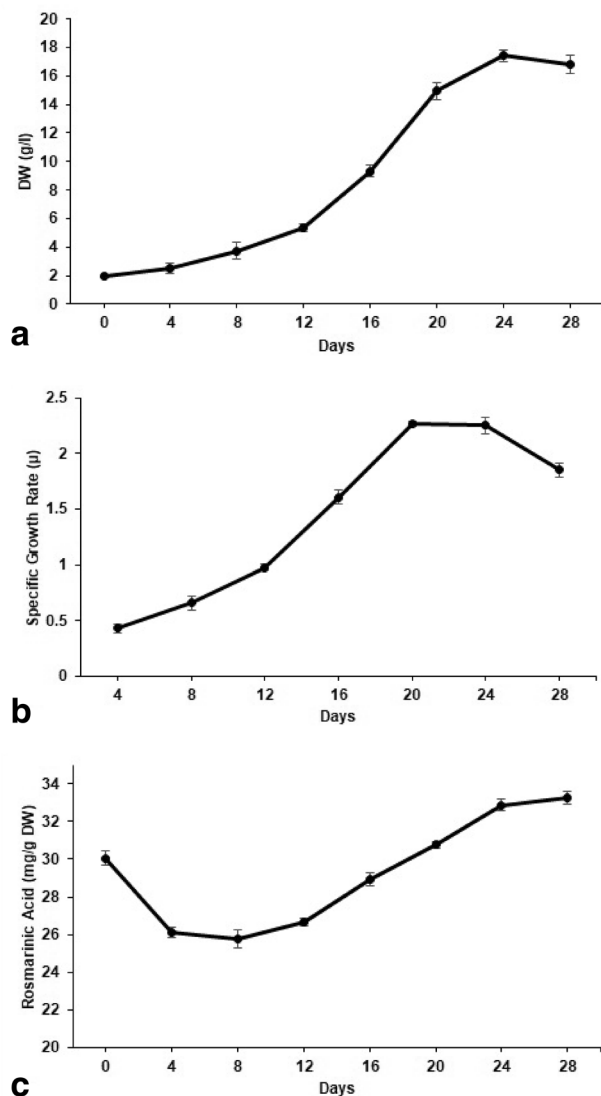 18
16
14
12
10
8
6
4
2
0
DW (g/l)
20
0 4 8 12 16 20 24 28
Days
a
2.5
2
1.5
1
0.5
0
Specific Growth Rate (µ)
4 8 12 16 20 24 28
Days
b
34
32
30
28
26
24
22
20
Rosmarinic Acid (mg/g DW)
0 4 8 12 16 20 24 28
Days
c